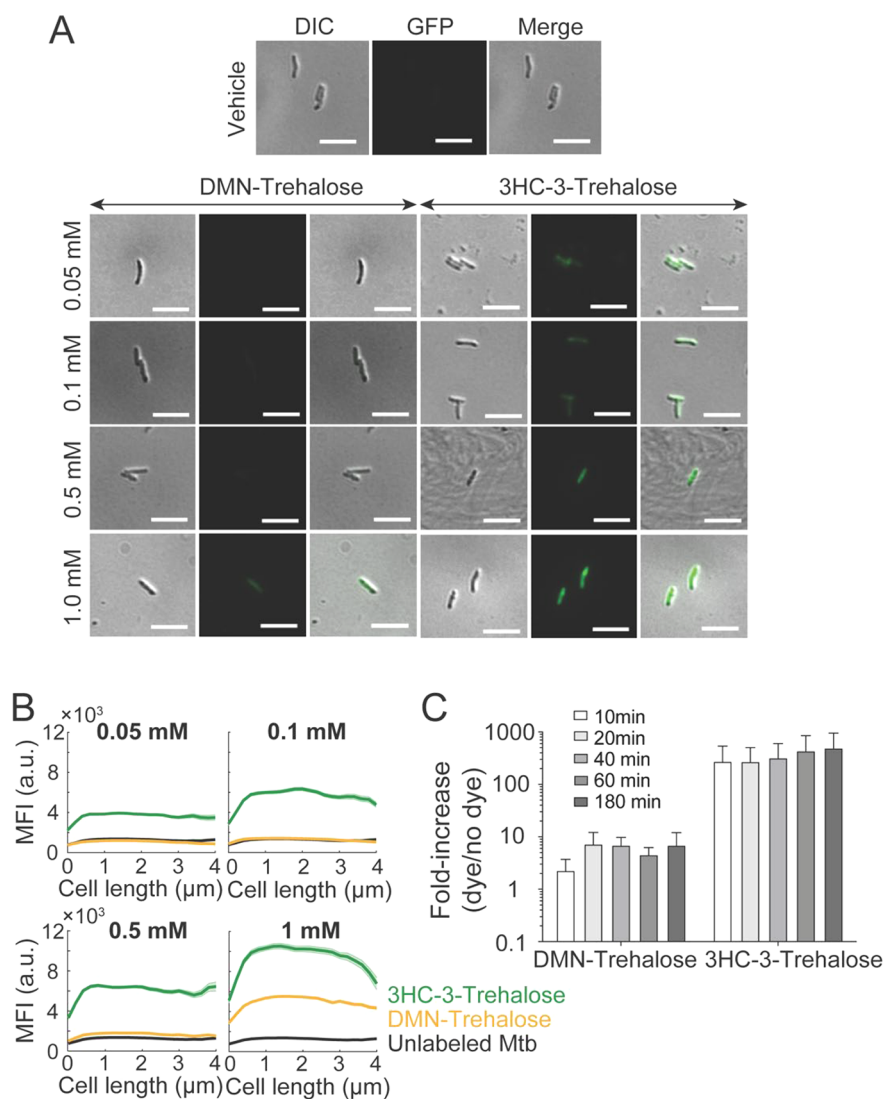 A
DIC GFP Merge
Vehicle
DMN-Trehalose 3HC-3-Trehalose
0.05 mM
0.1 mM
0.5 mM
1.0 mM
B
×10³
0.05 mM 0.1 mM
MFI (a.u.)
12
8
4
0
0 1 2 3 4 0 1 2 3 4
Cell length (µm) Cell length (µm)
×10³
0.5 mM 1 mM
MFI (a.u.)
12
8
4
0
0 1 2 3 4 0 1 2 3 4
Cell length (µm) Cell length (µm)
3HC-3-Trehalose
DMN-Trehalose
Unlabeled Mtb
C
Fold-increase
(dye/no dye)
1000
100
10
1
0.1
10min
20min
40 min
60 min
180 min
DMN-Trehalose 3HC-3-Trehalose